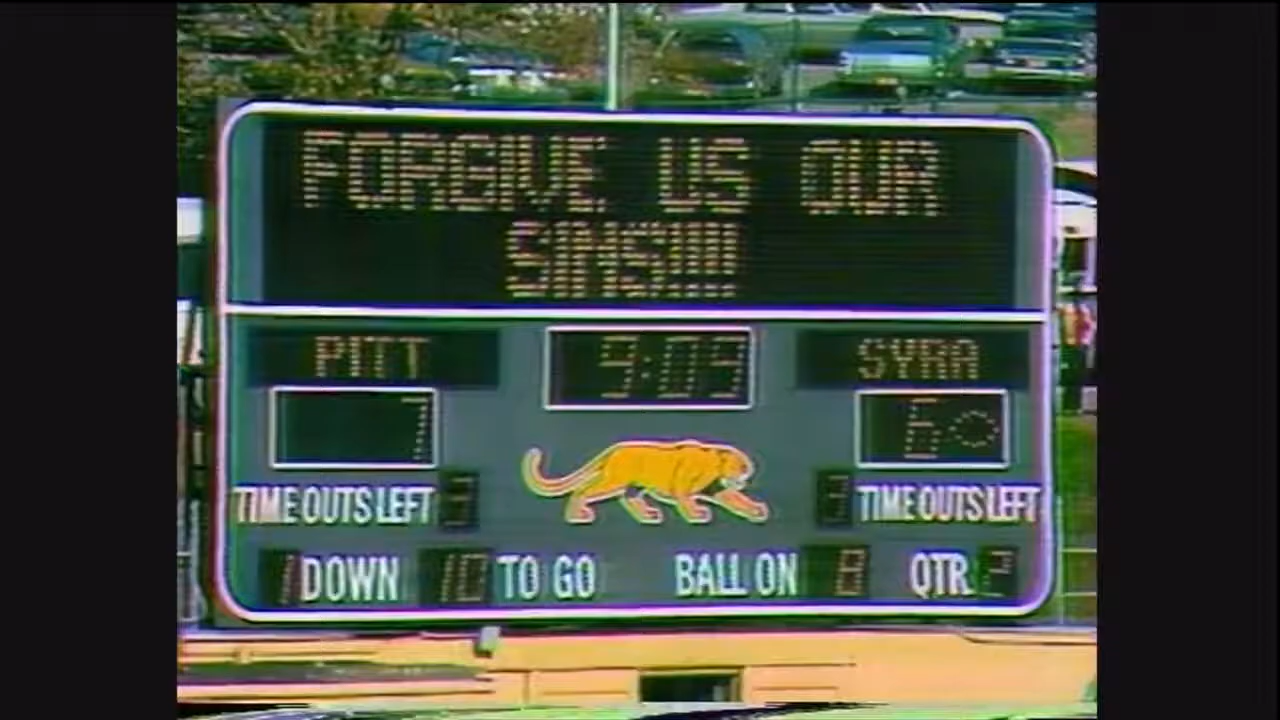 FORGIVE US OUR
SINS!!!!
PITT 9:09 SYRA
7 6
TIME OUTS LEFT 3 3 TIME OUTS LEFT
1 DOWN 10 TO GO BALL ON 8 QTR 2